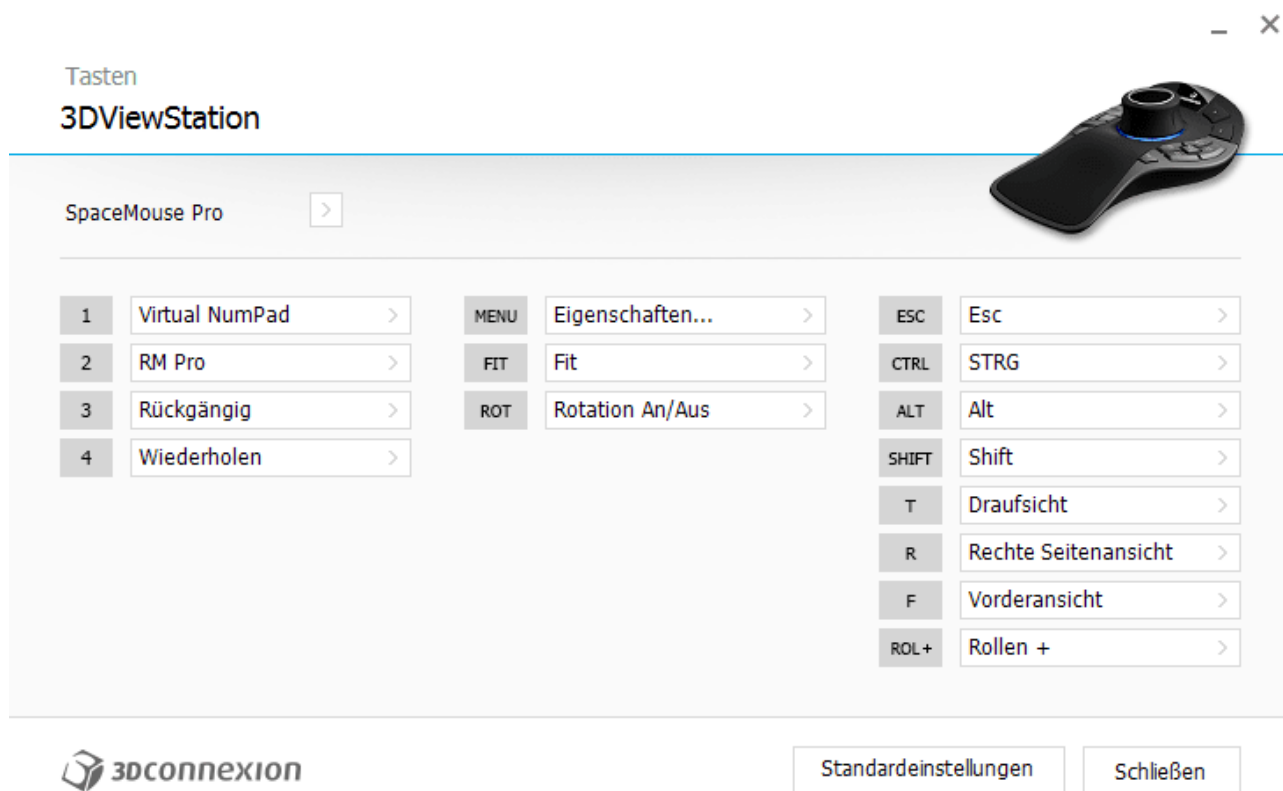 Tasten
3DViewStation
SpaceMouse Pro
1 Virtual NumPad
2 RM Pro
3 Rückgängig
4 Wiederholen
MENU Eigenschaften...
FIT Fit
ROT Rotation An/Aus
ESC Esc
CTRL STRG
ALT Alt
SHIFT Shift
T Draufsicht
R Rechte Seitenansicht
F Vorderansicht
ROL+ Rollen +
3Dconnexion
Standardeinstellungen
Schließen